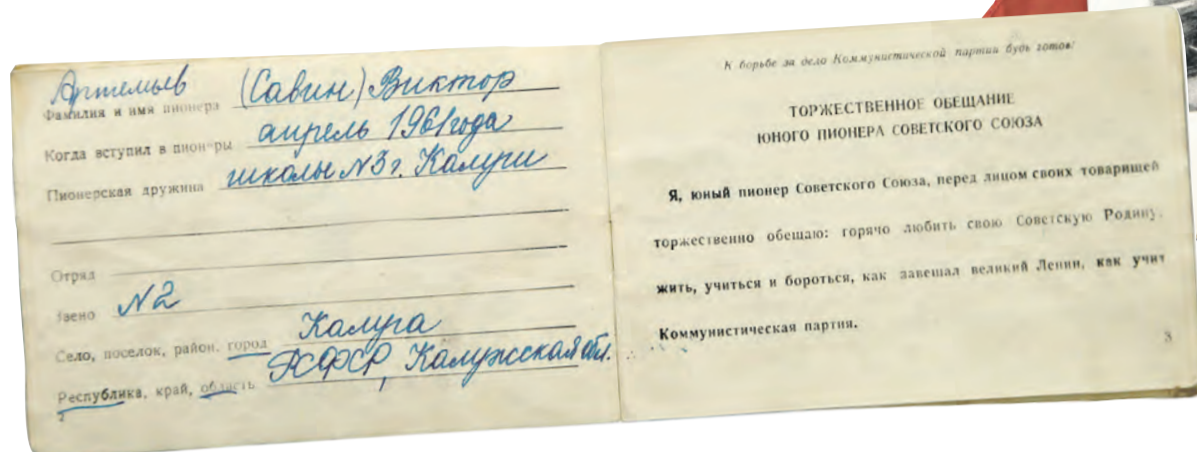 Артемьев
Фамилия и имя пионера (Савин) Виктор
Когда вступил в пионеры апрель 1961 года
Пионерская дружина школы №3 г. Калуги
Отряд
Звено №2
Село, поселок, район, город Калуга
Республика, край, область РСФСР, Калужская обл.
2
К борьбе за дело Коммунистической партии будь готов!
ТОРЖЕСТВЕННОЕ ОБЕЩАНИЕ
ЮНОГО ПИОНЕРА СОВЕТСКОГО СОЮЗА
Я, юный пионер Советского Союза, перед лицом своих товарищей
торжественно обещаю: горячо любить свою Советскую Родину,
жить, учиться и бороться, как завещал великий Ленин, как учит
Коммунистическая партия.
3